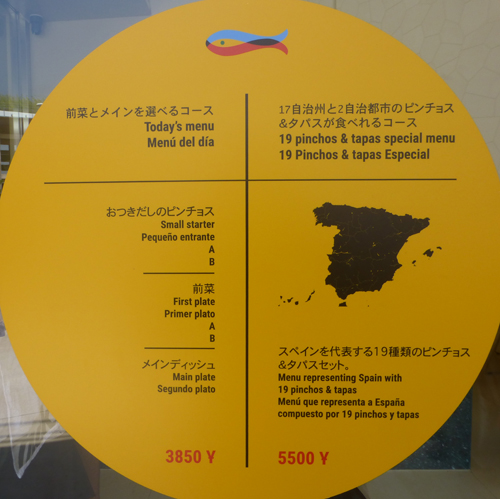 前菜とメインを選べるコース
Today's menu
Menú del día
17自治州と2自治都市のピンチョス
&タパスが食べれるコース
19 pinchos & tapas special menu
19 Pinchos & tapas Especial
おつきだしのピンチョス
Small starter
Pequeño entrante
A
B
前菜
First plate
Primer plato
A
B
メインディッシュ
Main plate
Segundo plato
3850 ¥
スペインを代表する19種類のピンチョス
&タパスセット。
Menu representing Spain with
19 pinchos & tapas
Menú que representa a España
compuesto por 19 pinchos y tapas
5500 ¥